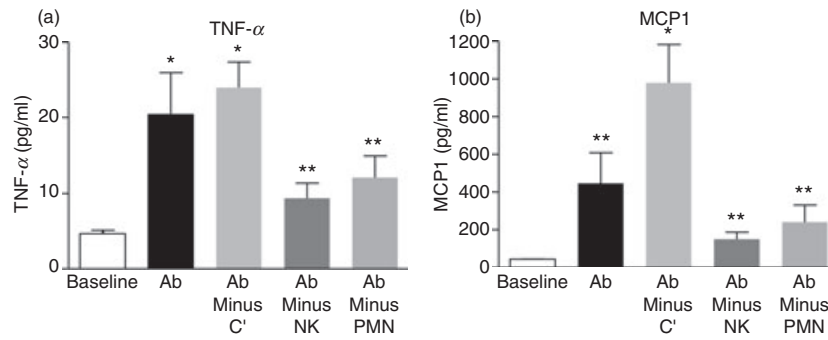 (a)
TNF-α
TNF-α (pg/ml)
30
20
10
0
*
*
**
**
Baseline
Ab
Ab
Minus
C'
Ab
Minus
NK
Ab
Minus
PMN
(b)
MCP1
MCP1 (pg/ml)
1200
1000
800
600
400
200
0
**
*
**
**
Baseline
Ab
Ab
Minus
C'
Ab
Minus
NK
Ab
Minus
PMN